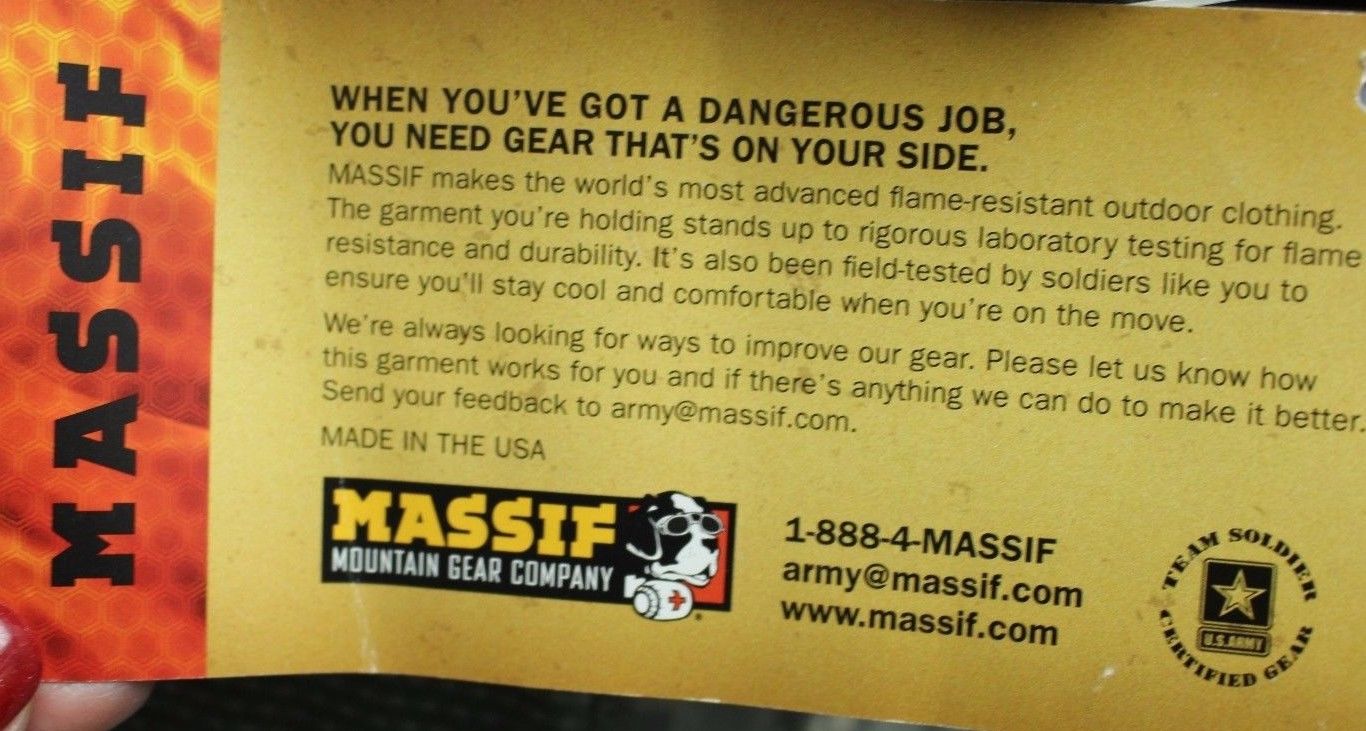 MASSIF
WHEN YOU'VE GOT A DANGEROUS JOB,
YOU NEED GEAR THAT'S ON YOUR SIDE.
MASSIF makes the world's most advanced flame-resistant outdoor clothing.
The garment you're holding stands up to rigorous laboratory testing for flame
resistance and durability. It's also been field-tested by soldiers like you to
ensure you'll stay cool and comfortable when you're on the move.
We're always looking for ways to improve our gear. Please let us know how
this garment works for you and if there's anything we can do to make it better.
Send your feedback to army@massif.com.
MADE IN THE USA
MASSIF
MOUNTAIN GEAR COMPANY
®
1-888-4-MASSIF
army@massif.com
www.massif.com
TEAM SOLDIER
U.S.ARMY
CERTIFIED GEAR